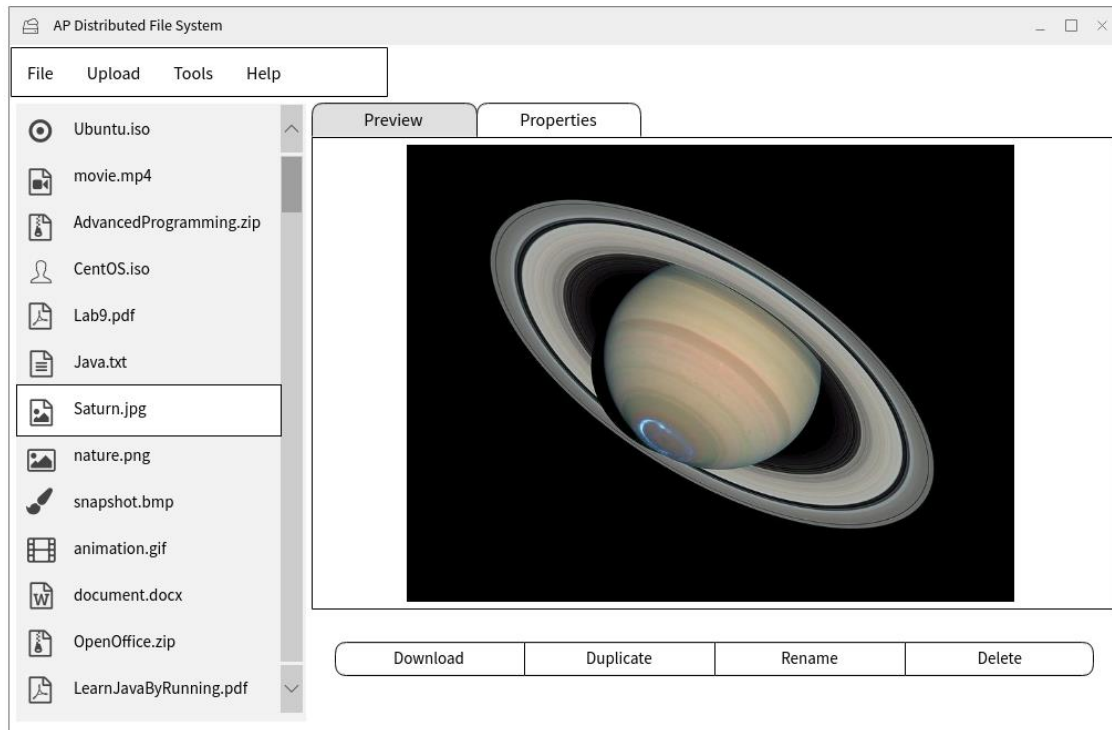 AP Distributed File System
File Upload Tools Help
Ubuntu.iso
movie.mp4
AdvancedProgramming.zip
CentOS.iso
Lab9.pdf
Java.txt
Saturn.jpg
nature.png
snapshot.bmp
animation.gif
document.docx
OpenOffice.zip
LearnJavaByRunning.pdf
Preview Properties
Download Duplicate Rename Delete